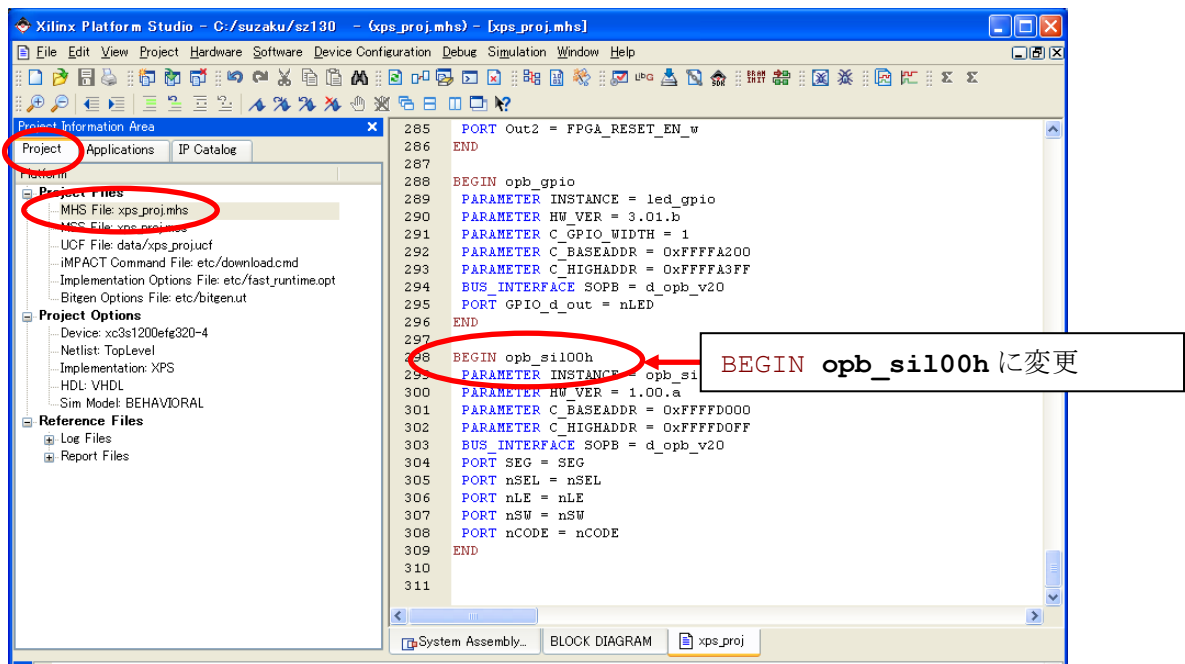 Xilinx Platform Studio - C:/suzaku/sz130 - (xps_proj.mhs) - [xps_proj.mhs]
File Edit View Project Hardware Software Device Configuration Debug Simulation Window Help
Project Information Area
Project Applications IP Catalog
Platform
Project Files
MHS File: xps_proj.mhs
MSS File: xps_proj.mss
UCF File: data/xps_proj.ucf
iMPACT Command File: etc/download.cmd
Implementation Options File: etc/fast_runtime.opt
Bitgen Options File: etc/bitgen.ut
Project Options
Device: xc3s1200efg320-4
Netlist: TopLevel
Implementation: XPS
HDL: VHDL
Sim Model: BEHAVIORAL
Reference Files
Log Files
Report Files
285 PORT Out2 = FPGA_RESET_EN_w
286 END
287
288 BEGIN opb_gpio
289 PARAMETER INSTANCE = led_gpio
290 PARAMETER HW_VER = 3.01.b
291 PARAMETER C_GPIO_WIDTH = 1
292 PARAMETER C_BASEADDR = 0xFFFFA200
293 PARAMETER C_HIGHADDR = 0xFFFFA3FF
294 BUS_INTERFACE SOPB = d_opb_v20
295 PORT GPIO_d_out = nLED
296 END
297
298 BEGIN opb_sil00h
299 PARAMETER INSTANCE = opb_si
300 PARAMETER HW_VER = 1.00.a
301 PARAMETER C_BASEADDR = 0xFFFFD000
302 PARAMETER C_HIGHADDR = 0xFFFFD0FF
303 BUS_INTERFACE SOPB = d_opb_v20
304 PORT SEG = SEG
305 PORT nSEL = nSEL
306 PORT nLE = nLE
307 PORT nSW = nSW
308 PORT nCODE = nCODE
309 END
310
311
BEGIN opb_sil00h に変更
System Assembly... BLOCK DIAGRAM xps_proj